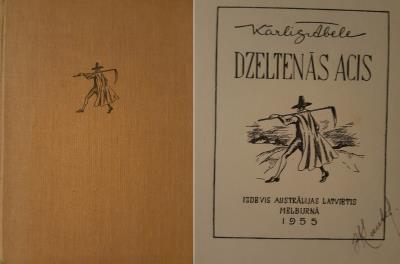 Kārlis Ābele
DZELTENĀS ACIS
IZDEVIS AUSTRĀLIJAS LATVIETIS
MELBURNĀ
1955